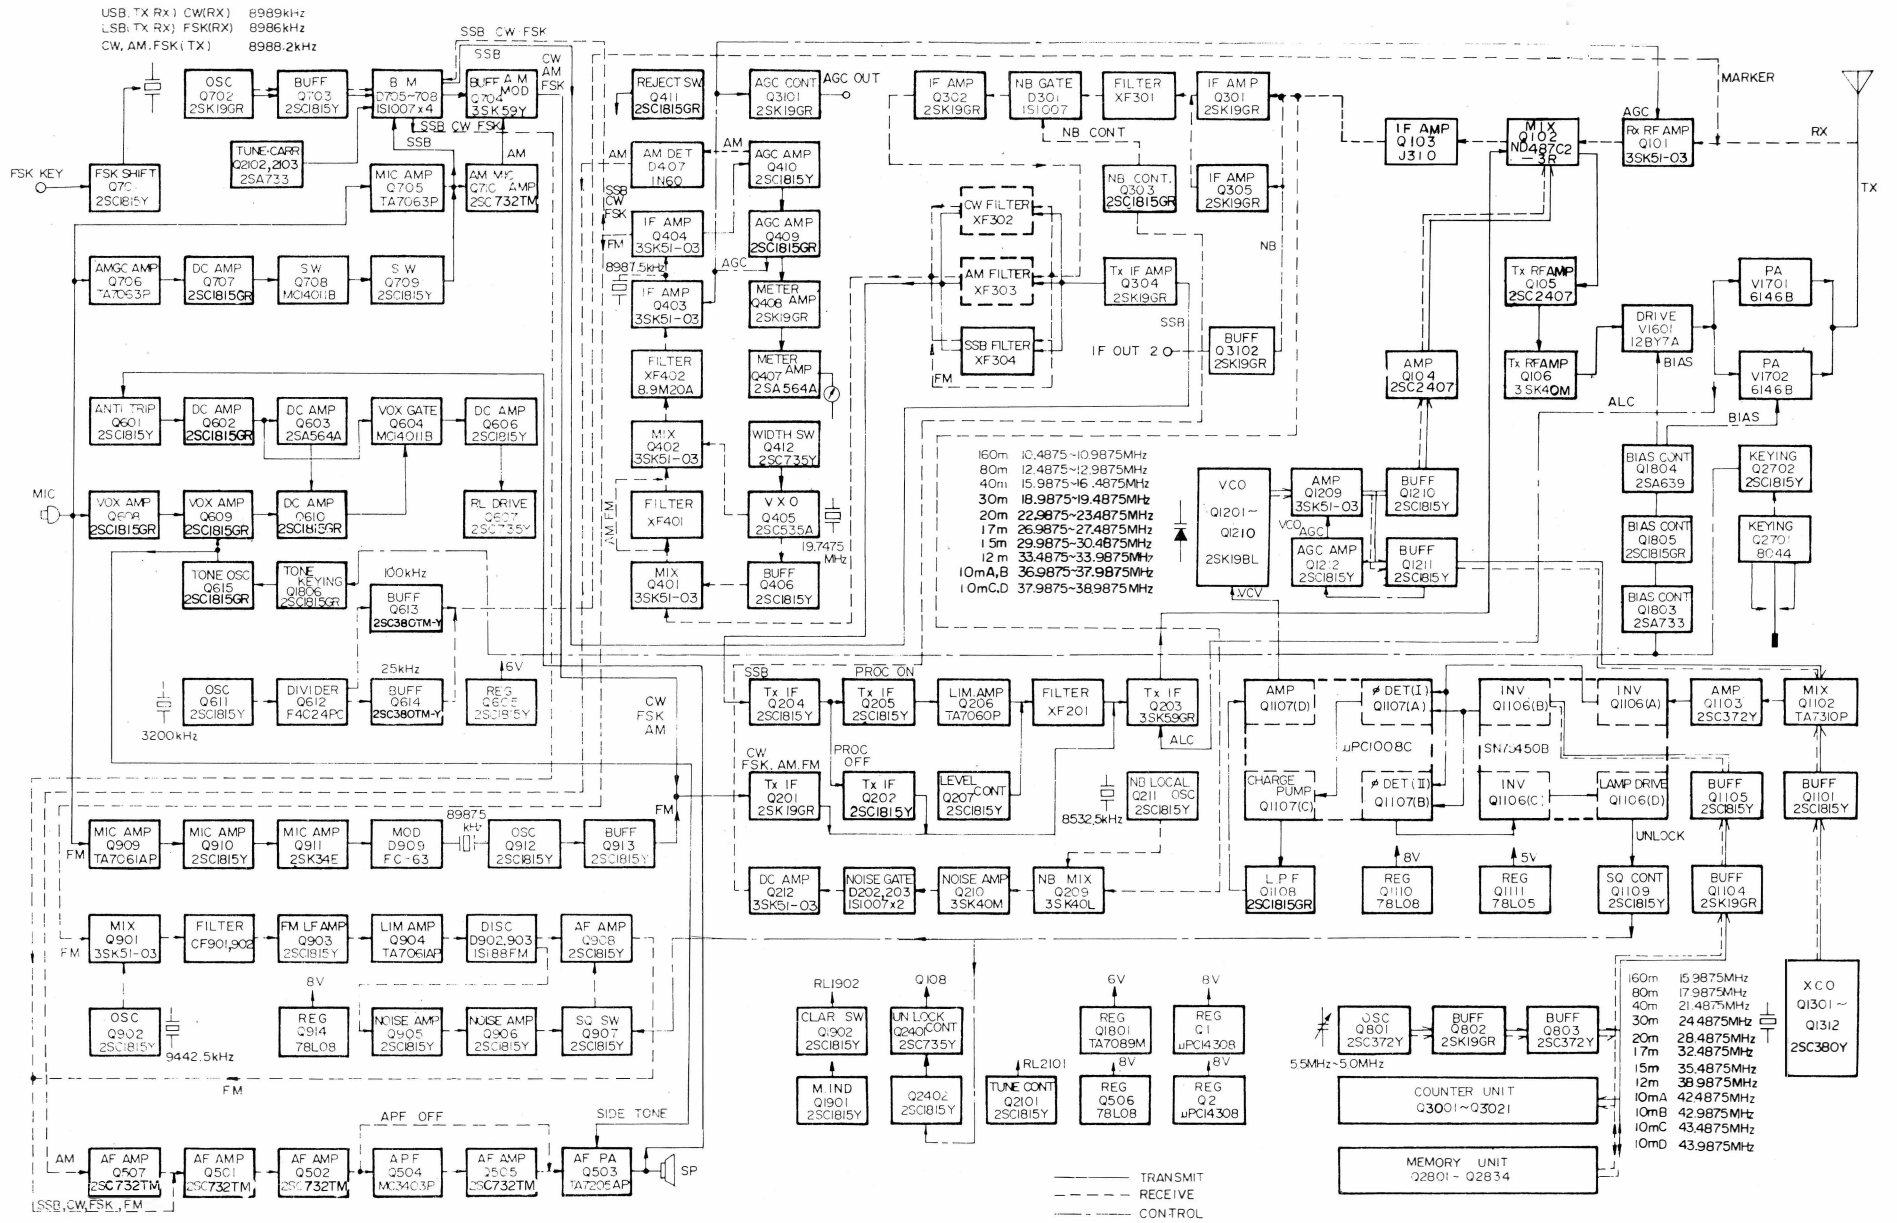 USB(TX RX) CW(RX) 8989kHz
LSB(TX RX) FSK(RX) 8986kHz
CW, AM, FSK(TX) 8988.2kHz
SSB CW FSK
SSB
CW
AM
FSK
OSC
Q702
2SK19GR
BUFF
Q703
2SC1815Y
B M
D705~708
1S1007x4
BUFF AM
Q704 MOD
3SK59Y
REJECT SW
Q411
2SC1815GR
AGC CONT
Q3101
2SK19GR
AGC OUT
IF AMP
Q302
2SK19GR
NB GATE
D301
1S1007
FILTER
XF301
IF AMP
Q301
2SK19GR
MARKER
IF AMP
Q103
J310
MIX
Q102
ND487C2
-3R
AGC
Rx RF AMP
Q101
3SK51-03
RX
TX
FSK KEY
FSK SHIFT
2SC1815Y
TUNE-CARR
Q2102, 2103
2SA733
SSB CW FSK
SSB
AM
MIC AMP
Q705
TA7063P
AM MIC
Q710 AMP
2SC732TM
AM
AM DET
D407
1N60
AM
AGC AMP
Q410
2SC1815Y
NB CONT
NB CONT.
Q303
2SC1815GR
IF AMP
Q305
2SK19GR
NB
SSB
CW
FSK
FM
IF AMP
Q404
3SK51-03
AGC AMP
Q409
2SC1815GR
CW FILTER
XF302
AMGC AMP
Q706
TA7063P
DC AMP
Q707
2SC1815GR
S W
Q708
MC14011B
S W
Q709
2SC1815Y
8987.5kHz
AGC
IF AMP
Q403
3SK51-03
METER
Q408 AMP
2SK19GR
AM FILTER
XF303
Tx IF AMP
Q304
2SK19GR
SSB
Tx RF AMP
Q105
2SC2407
PA
V1701
6146B
DRIVE
V1601
12BY7A
BIAS
FILTER
XF402
8.9M20A
METER
Q407 AMP
2SA564A
SSB FILTER
XF304
FM
IF OUT 2
BUFF
Q3102
2SK19GR
AMP
Q104
2SC2407
Tx RF AMP
Q106
3SK40M
PA
V1702
6146B
ALC
BIAS
ANTI TRIP
Q601
2SC1815Y
DC AMP
Q602
2SC1815GR
DC AMP
Q603
2SA564A
VOX GATE
Q604
MC14011B
DC AMP
Q606
2SC1815Y
MIX
Q402
3SK51-03
WIDTH SW
Q412
2SC735Y
160m 10.4875~10.9875MHz
80m 12.4875~12.9875MHz
40m 15.9875~16.4875MHz
30m 18.9875~19.4875MHz
20m 22.9875~23.4875MHz
17m 26.9875~27.4875MHz
15m 29.9875~30.4875MHz
12m 33.4875~33.9875MHz
10mA,B 36.9875~37.9875MHz
10mC,D 37.9875~38.9875MHz
VCO
Q1201~
Q1210
2SK19BL
AMP
Q1209
3SK51-03
BUFF
Q1210
2SC1815Y
VCO
AGC
AGC AMP
Q1212
2SC1815Y
BUFF
Q1211
2SC1815Y
VCV
BIAS CONT
Q1804
2SA639
KEYING
Q2702
2SC1815Y
BIAS CONT
Q1805
2SC1815GR
KEYING
Q2701
8044
BIAS CONT
Q1803
2SA733
MIC
VOX AMP
Q608
2SC1815GR
VOX AMP
Q609
2SC1815GR
DC AMP
Q610
2SC1815GR
RL DRIVE
Q607
2SC735Y
AM FM
FILTER
XF401
V X O
Q405
2SC535A
19.7475
MHz
TONE OSC
Q615
2SC1815GR
TONE
KEYING
Q1806
2SC1815GR
100kHz
BUFF
Q613
2SC380TM-Y
MIX
Q401
3SK51-03
BUFF
Q406
2SC1815Y
3200kHz
OSC
Q611
2SC1815Y
DIVIDER
Q612
F4024PC
25kHz
BUFF
Q614
2SC380TM-Y
6V
REG
Q605
2SC1815Y
CW
FSK
AM
SSB
Tx IF
Q204
2SC1815Y
PROC ON
Tx IF
Q205
2SC1815Y
LIM.AMP
Q206
TA7060P
FILTER
XF201
Tx IF
Q203
3SK59GR
ALC
AMP
Q1107(D)
ø DET(I)
Q1107(A)
INV
Q1106(B)
INV
Q1106(A)
AMP
Q1103
2SC372Y
MIX
Q1102
TA7310P
μPC1008C
SN75450B
CW
FSK, AM, FM
Tx IF
Q201
2SK19GR
PROC
OFF
Tx IF
Q202
2SC1815Y
LEVEL
Q207 CONT
2SC1815Y
8532.5kHz
NB LOCAL
Q211 OSC
2SC1815Y
CHARGE
PUMP
Q1107(C)
ø DET(II)
Q1107(B)
INV
Q1106(C)
LAMP DRIVE
Q1106(D)
BUFF
Q1105
2SC1815Y
BUFF
Q1101
2SC1815Y
UNLOCK
FM
MIC AMP
Q909
TA7061AP
MIC AMP
Q910
2SC1815Y
MIC AMP
Q911
2SK34E
MOD
D909
FC-63
89875
kHz
OSC
Q912
2SC1815Y
BUFF
Q913
2SC1815Y
FM
DC AMP
Q212
3SK51-03
NOISE GATE
D202, 203
1S1007x2
NOISE AMP
Q210
3SK40M
NB MIX
Q209
3SK40L
L.P.F
Q1108
2SC1815GR
8V
REG
Q1110
78L08
5V
REG
Q1111
78L05
SQ CONT
Q1109
2SC1815Y
BUFF
Q1104
2SK19GR
FM
MIX
Q901
3SK51-03
FILTER
CF901,902
FM I.F AMP
Q903
2SC1815Y
LIM AMP
Q904
TA7061AP
DISC
D902,903
1S188FM
AF AMP
Q908
2SC1815Y
OSC
Q902
2SC1815Y
9442.5kHz
8V
REG
Q914
78L08
NOISE AMP
Q905
2SC1815Y
NOISE AMP
Q906
2SC1815Y
SQ SW
Q907
2SC1815Y
FM
RL1902
CLAR SW
Q1902
2SC1815Y
M.IND
Q1901
2SC1815Y
Q108
UNLOCK
Q2401 CONT
2SC735Y
Q2402
2SC1815Y
RL2101
TUNE CONT
Q2101
2SC1815Y
6V
REG
Q1801
TA7089M
8V
REG
Q506
78L08
8V
REG
Q1
μPC14308
8V
REG
Q2
μPC14308
5.5MHz~5.0MHz
OSC
Q801
2SC372Y
BUFF
Q802
2SK19GR
BUFF
Q803
2SC372Y
COUNTER UNIT
Q3001~Q3021
MEMORY UNIT
Q2801~Q2834
160m 15.9875MHz
80m 17.9875MHz
40m 21.4875MHz
30m 24.4875MHz
20m 28.4875MHz
17m 32.4875MHz
15m 35.4875MHz
12m 38.9875MHz
10mA 42.4875MHz
10mB 42.9875MHz
10mC 43.4875MHz
10mD 43.9875MHz
XCO
Q1301~
Q1312
2SC380Y
APF OFF
SIDE TONE
AM
AF AMP
Q507
2SC732TM
AF AMP
Q501
2SC732TM
AF AMP
Q502
2SC732TM
A P F
Q504
MC3403P
AF AMP
Q505
2SC732TM
AF PA
Q503
TA7205AP
SP
SSB, CW, FSK, FM
TRANSMIT
RECEIVE
CONTROL